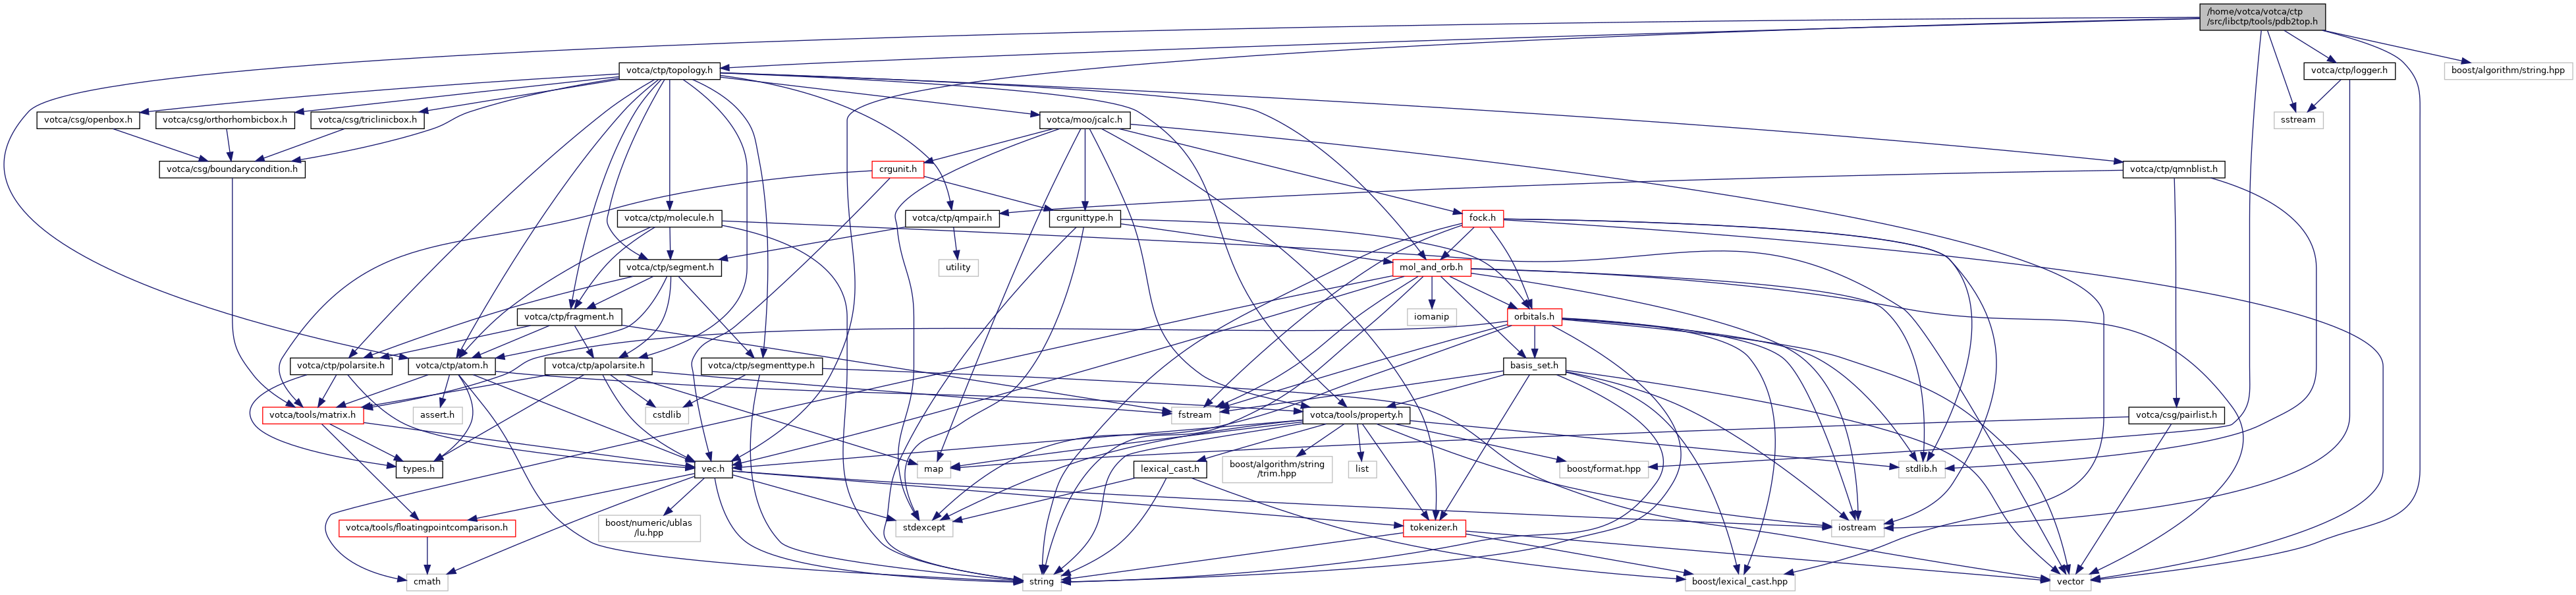 /home/votca/votca/ctp
/src/libctp/tools/pdb2top.h
votca/ctp/topology.h
votca/ctp/logger.h
boost/algorithm/string.hpp
votca/csg/openbox.h
votca/csg/orthorhombicbox.h
votca/csg/triclinicbox.h
votca/moo/jcalc.h
sstream
votca/csg/boundarycondition.h
crgunit.h
votca/ctp/qmnblist.h
votca/ctp/molecule.h
votca/ctp/qmpair.h
crgunittype.h
fock.h
votca/ctp/segment.h
utility
mol_and_orb.h
votca/ctp/fragment.h
iomanip
orbitals.h
votca/ctp/polarsite.h
votca/ctp/atom.h
votca/ctp/apolarsite.h
votca/ctp/segmenttype.h
basis_set.h
votca/tools/matrix.h
assert.h
cstdlib
fstream
votca/tools/property.h
votca/csg/pairlist.h
types.h
vec.h
map
lexical_cast.h
boost/algorithm/string
/trim.hpp
list
boost/format.hpp
stdlib.h
votca/tools/floatingpointcomparison.h
boost/numeric/ublas
/lu.hpp
stdexcept
tokenizer.h
iostream
cmath
string
boost/lexical_cast.hpp
vector